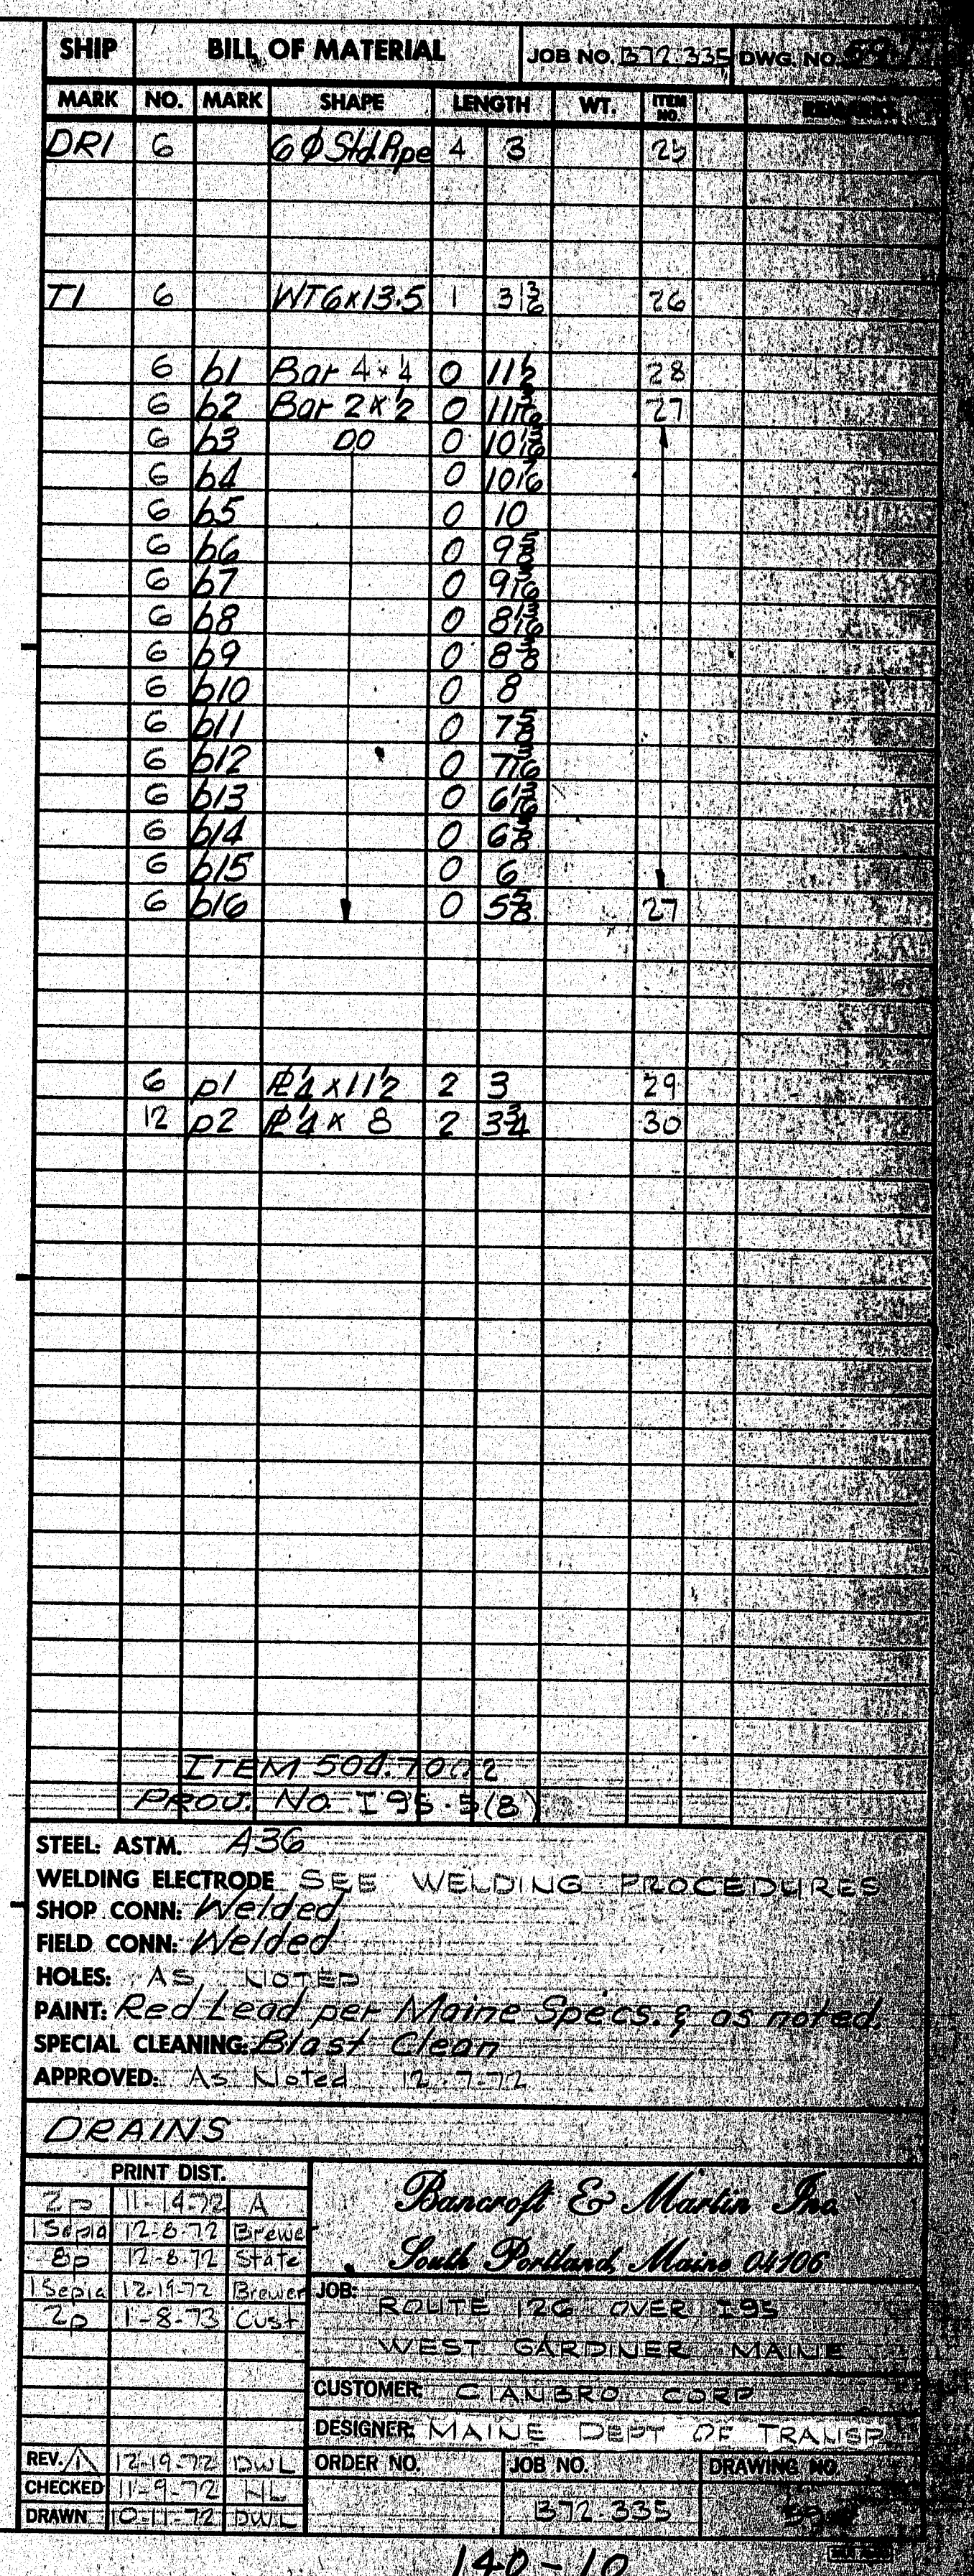 SHIP BILL OF MATERIAL JOB NO. B72.335 DWG. NO.
MARK NO. MARK SHAPE LENGTH WT. ITEM NO.
DR1 6 6 Ø Std. Pipe 4 3 25
T1 6 WT6x13.5 1 3 13/16 26
6 b1 Bar 4 x 1/4 0 11 1/2 28
6 b2 Bar 2 x 1/2 0 27
6 b3 DO 0 10 13/16
6 b4 0 10 7/16
6 b5 0 10
6 b6 0 9 5/8
6 b7 0 9 3/16
6 b8 0 8 13/16
6 b9 0 8 3/8
6 b10 0 8
6 b11 0 7 5/8
6 b12 0 7 3/16
6 b13 0 6 13/16
6 b14 0 6 3/8
6 b15 0 6
6 b16 0 5 5/8 27
6 p1 PL 1/4 x 11 1/2 2 3 29
12 p2 PL 1/4 x 8 2 3 3/4 30
ITEM 504.7002
PROJ. NO. I 95-5(8)
STEEL: ASTM. A36
WELDING ELECTRODE SEE WELDING PROCEDURES
SHOP CONN: Welded
FIELD CONN: Welded
HOLES: AS NOTED
PAINT: Red Lead per Maine Specs. & as noted.
SPECIAL CLEANING: Blast Clean
APPROVED: As Noted 12-7-72
DRAINS
PRINT DIST.
2p 11-14-72 A
1 Sepia 12-8-72 Brewer
8p 12-8-72 State
1 Sepia 12-19-72 Brewer
2p 1-8-73 Cust
Bancroft & Martin Inc.
South Portland, Maine 04106
JOB: ROUTE 126 OVER I95
WEST GARDINER MAINE
CUSTOMER: CIANBRO CORP
DESIGNER: MAINE DEPT OF TRANSP.
REV. 1 12-19-72 DWL
CHECKED 11-9-72 HL
DRAWN 10-11-72 DWL
ORDER NO. JOB NO. B72-335 DRAWING NO.
140-10